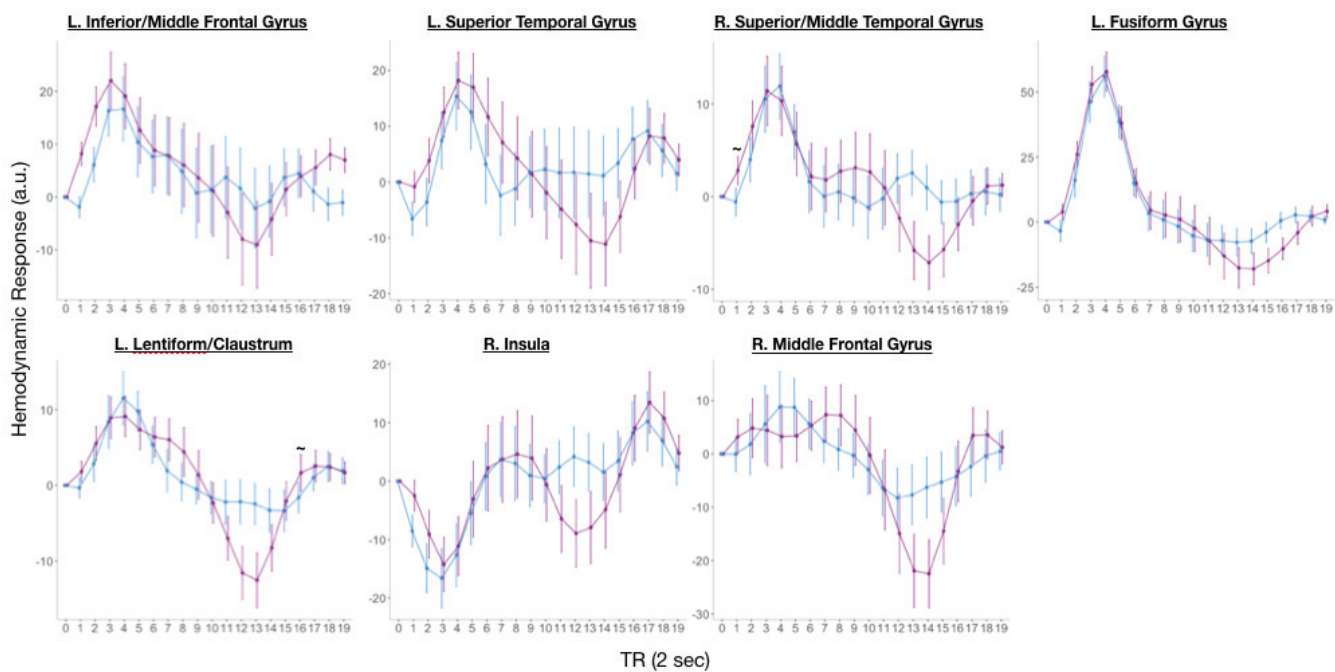 L. Inferior/Middle Frontal Gyrus
L. Superior Temporal Gyrus
R. Superior/Middle Temporal Gyrus
L. Fusiform Gyrus
20
10
0
-10
0 1 2 3 4 5 6 7 8 9 10 11 12 13 14 15 16 17 18 19
20
10
0
-10
-20
0 1 2 3 4 5 6 7 8 9 10 11 12 13 14 15 16 17 18 19
10
0
-10
~
0 1 2 3 4 5 6 7 8 9 10 11 12 13 14 15 16 17 18 19
50
25
0
-25
0 1 2 3 4 5 6 7 8 9 10 11 12 13 14 15 16 17 18 19
Hemodynamic Response (a.u.)
L. Lentiform/Claustrum
R. Insula
R. Middle Frontal Gyrus
10
0
-10
~
0 1 2 3 4 5 6 7 8 9 10 11 12 13 14 15 16 17 18 19
20
10
0
-10
-20
0 1 2 3 4 5 6 7 8 9 10 11 12 13 14 15 16 17 18 19
10
0
-10
-20
-30
0 1 2 3 4 5 6 7 8 9 10 11 12 13 14 15 16 17 18 19
TR (2 sec)